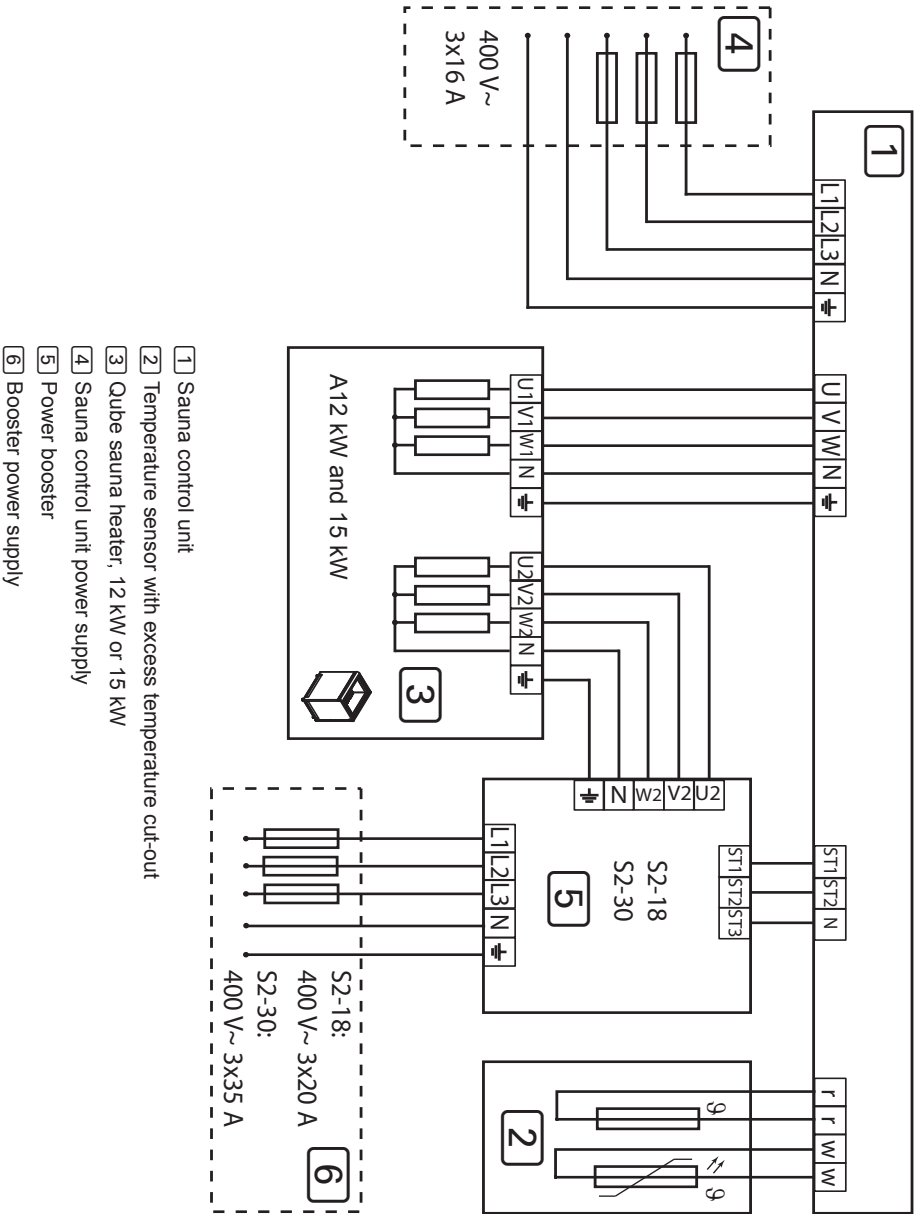 1
L1 L2 L3 N
U V W N
ST1 ST2 N
r r w w
4
400 V~
3x16 A
U1 V1 W1 N
U2 V2 W2 N
A12 kW and 15 kW
3
N W2 V2 U2
ST1 ST2 ST3
S2-18
S2-30
5
L1 L2 L3 N
ϑ
ϑ
2
S2-18:
400 V~ 3x20 A
S2-30:
400 V~ 3x35 A
6
1 Sauna control unit
2 Temperature sensor with excess temperature cut-out
3 Qube sauna heater, 12 kW or 15 kW
4 Sauna control unit power supply
5 Power booster
6 Booster power supply